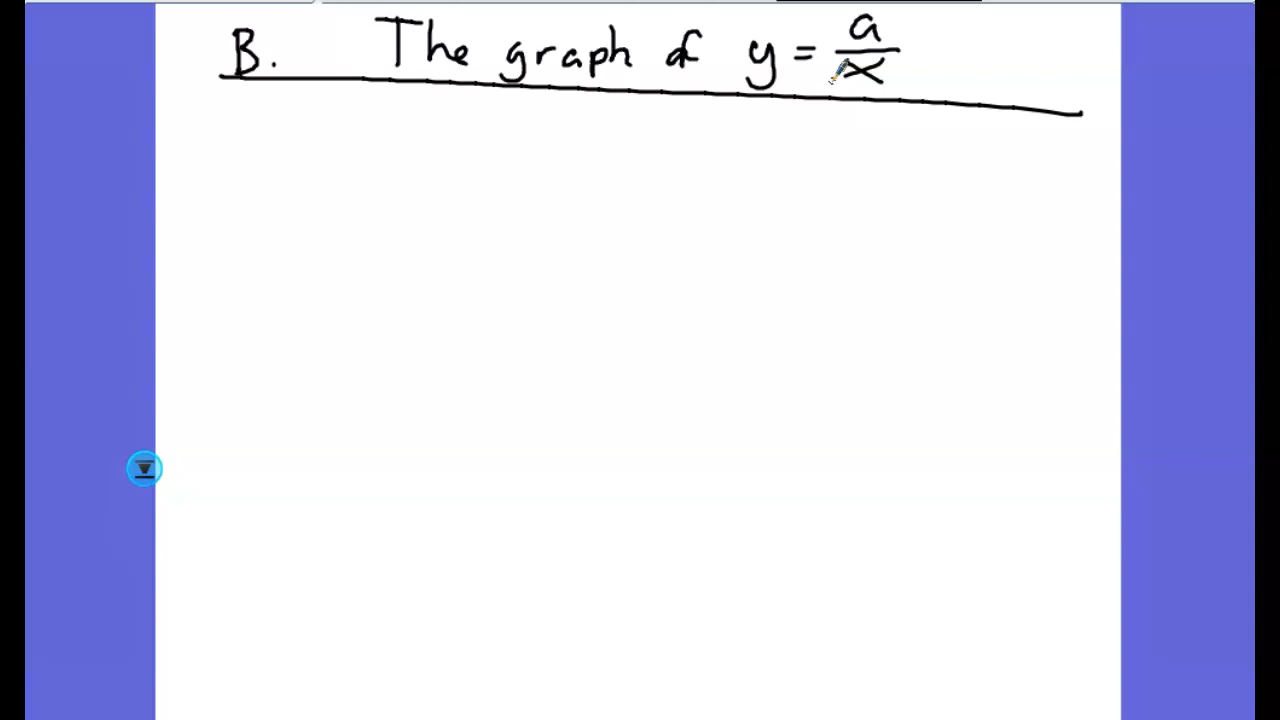 B. The graph of y = a/x